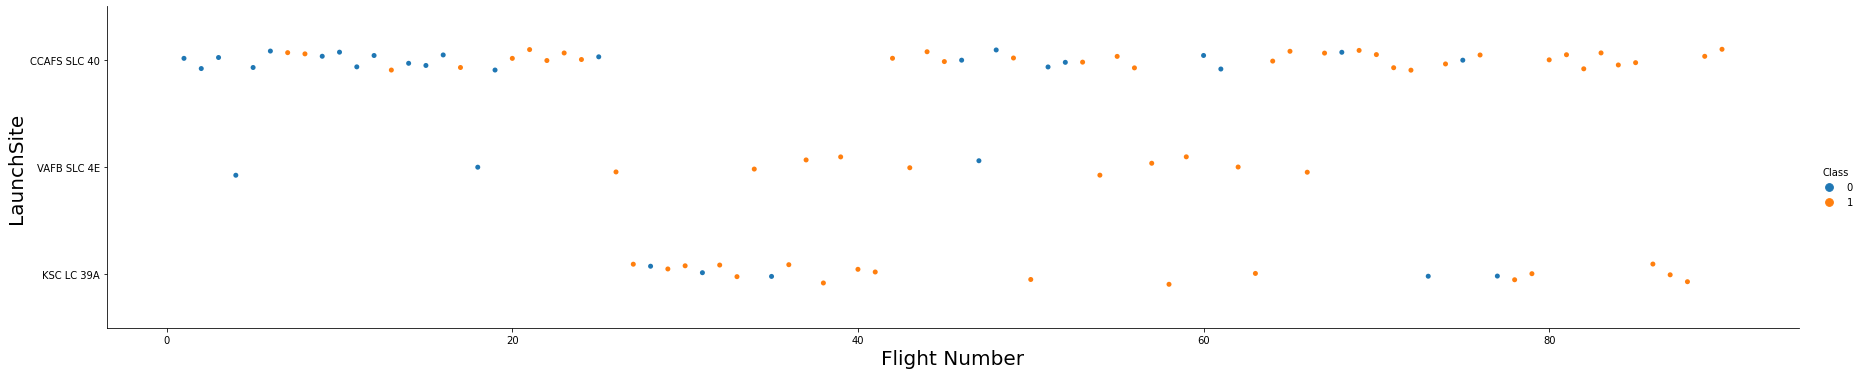 LaunchSite
CCAFS SLC 40
VAFB SLC 4E
KSC LC 39A
0
20
40
60
80
Flight Number
Class
0
1